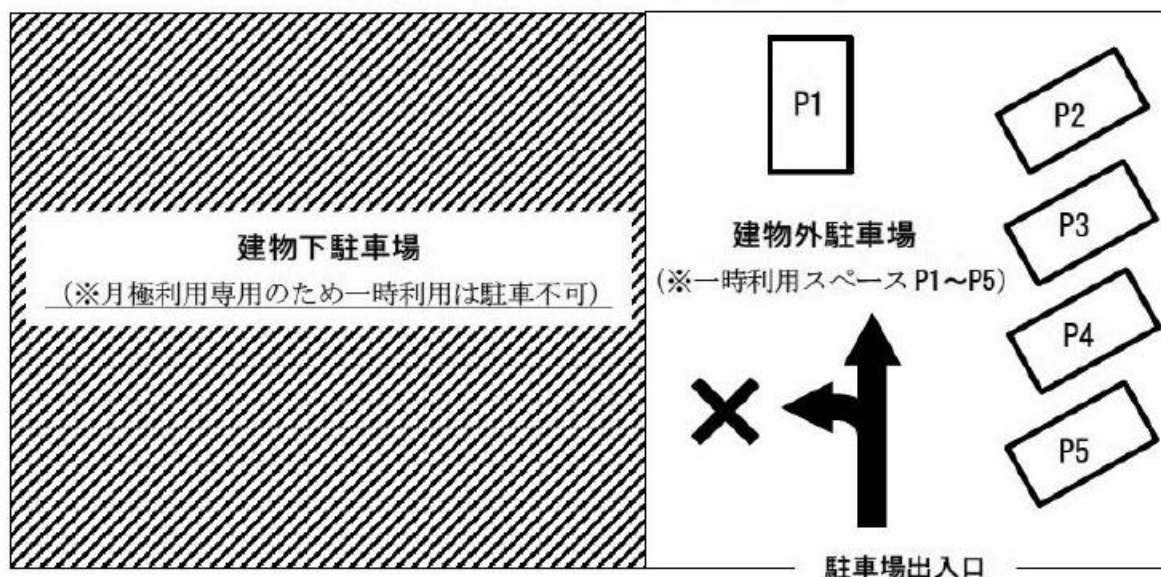 建物下駐車場
（※月極利用専用のため一時利用は駐車不可）
P1
P2
P3
P4
P5
建物外駐車場
（※一時利用スペース P1～P5）
駐車場出入口